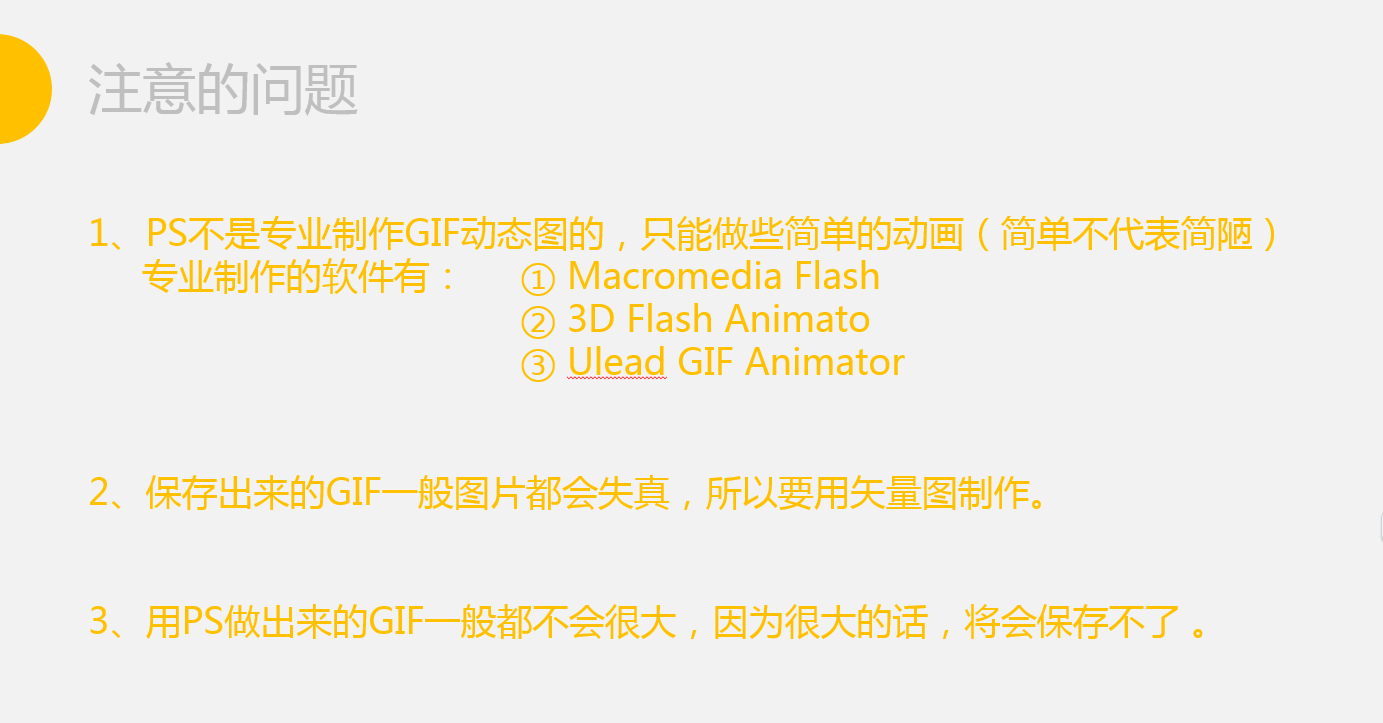 注意的问题
1、PS不是专业制作GIF动态图的，只能做些简单的动画（简单不代表简陋）
专业制作的软件有： ① Macromedia Flash
② 3D Flash Animato
③ Ulead GIF Animator
2、保存出来的GIF一般图片都会失真，所以要用矢量图制作。
3、用PS做出来的GIF一般都不会很大，因为很大的话，将会保存不了 。